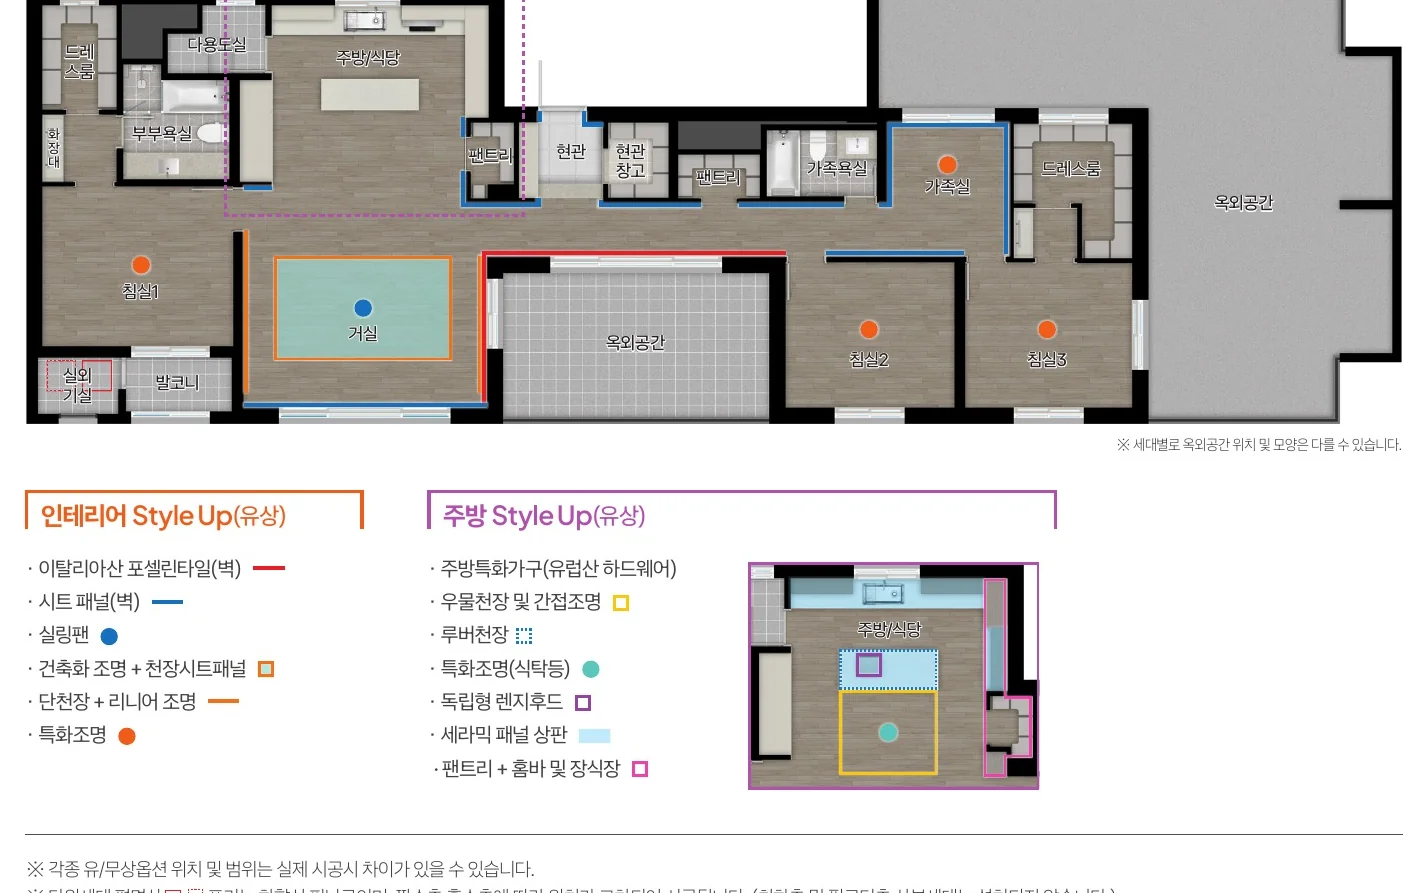 드레
스룸
다용도실
주방/식당
화
장
대
부부욕실
팬트리
현관
현관
창고
팬트리
가족욕실
가족실
드레스룸
옥외공간
침실1
거실
옥외공간
침실2
침실3
실외
기실
발코니
※ 세대별로 옥외공간 위치 및 모양은 다를 수 있습니다.
인테리어 Style Up(유상)
· 이탈리아산 포셀린타일(벽)
· 시트 패널(벽)
· 실링팬
· 건축화 조명 + 천장시트패널
· 단천장 + 리니어 조명
· 특화조명
주방 Style Up(유상)
· 주방특화가구(유럽산 하드웨어)
· 우물천장 및 간접조명
· 루버천장
· 특화조명(식탁등)
· 독립형 렌지후드
· 세라믹 패널 상판
· 팬트리 + 홈바 및 장식장
주방/식당
※ 각종 유/무상옵션 위치 및 범위는 실제 시공시 차이가 있을 수 있습니다.